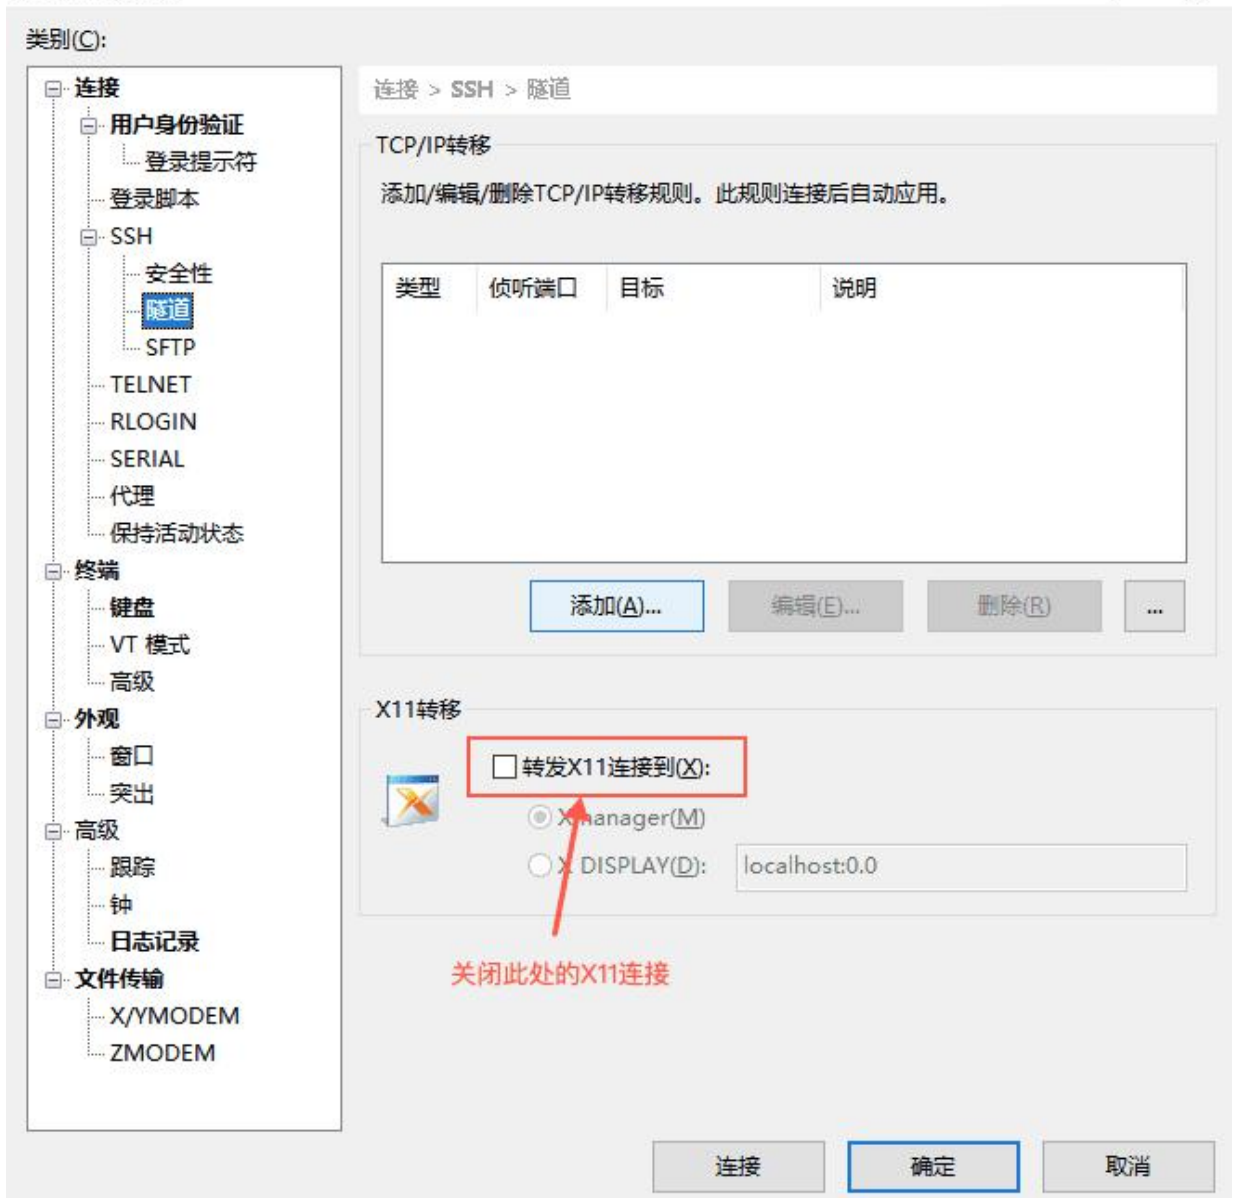 类别(C):
连接
用户身份验证
登录提示符
登录脚本
SSH
安全性
隧道
SFTP
TELNET
RLOGIN
SERIAL
代理
保持活动状态
终端
键盘
VT 模式
高级
外观
窗口
突出
高级
跟踪
钟
日志记录
文件传输
X/YMODEM
ZMODEM
连接 > SSH > 隧道
TCP/IP转移
添加/编辑/删除TCP/IP转移规则。此规则连接后自动应用。
类型 侦听端口 目标 说明
添加(A)... 编辑(E)... 删除(R) ...
X11转移
转发X11连接到(X):
Xmanager(M)
X DISPLAY(D): localhost:0.0
关闭此处的X11连接
连接 确定 取消